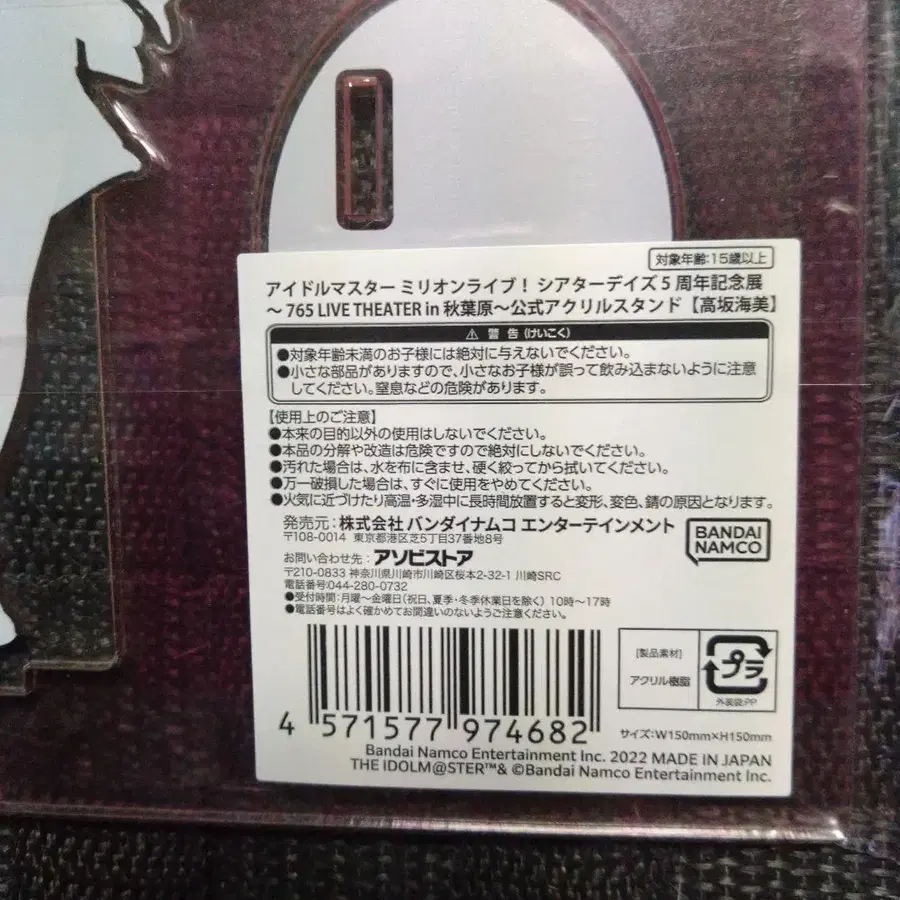 対象年齢:15歳以上
アイドルマスター ミリオンライブ! シアターデイズ 5 周年記念展
～ 765 LIVE THEATER in 秋葉原～公式アクリルスタンド【高坂海美】
⚠ 警告(けいこく)
●対象年齢未満のお子様には絶対に与えないでください。
●小さな部品がありますので、小さなお子様が誤って飲み込まないように注意
してください。窒息などの危険があります。
【使用上のご注意】
●本来の目的以外の使用はしないでください。
●本品の分解や改造は危険ですので絶対にしないでください。
●汚れた場合は、水を布に含ませ、硬く絞ってから拭いてください。
●万一破損した場合は、すぐに使用をやめてください。
●火気に近づけたり高温・多湿中に長時間放置すると変形、変色、錆の原因となります。
発売元:株式会社 バンダイナムコ エンターテインメント
〒108-0014 東京都港区芝5丁目37番地8号
BANDAI
NAMCO
お問い合わせ先:アソビストア
〒210-0833 神奈川県川崎市川崎区桜本2-32-1 川崎SRC
電話番号:044-280-0732
●受付時間:月曜～金曜日(祝日、夏季・冬季休業日を除く) 10時～17時
●電話番号はよく確かめてお間違いのないようご注意ください。
[製品素材]
アクリル樹脂
プラ
外装袋:PP
4 571577 974682
サイズ:W150mm×H150mm
Bandai Namco Entertainment Inc. 2022 MADE IN JAPAN
THE IDOLM@STER™& ©Bandai Namco Entertainment Inc.